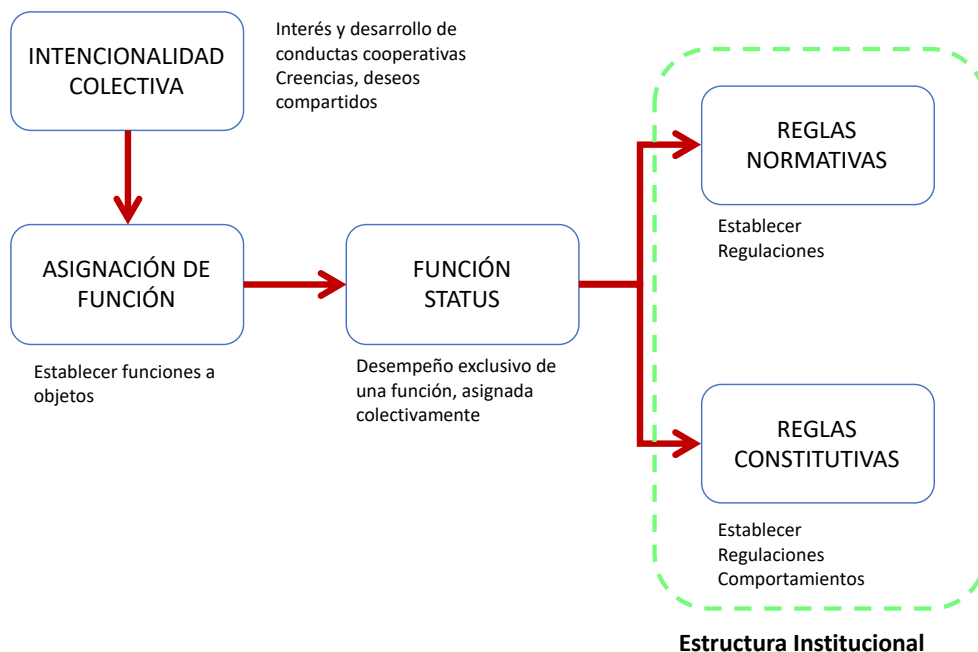 INTENCIONALIDAD
COLECTIVA
Interés y desarrollo de
conductas cooperativas
Creencias, deseos
compartidos
ASIGNACIÓN DE
FUNCIÓN
Establecer funciones a
objetos
FUNCIÓN
STATUS
Desempeño exclusivo de
una función, asignada
colectivamente
REGLAS
NORMATIVAS
Establecer
Regulaciones
REGLAS
CONSTITUTIVAS
Establecer
Regulaciones
Comportamientos
Estructura Institucional